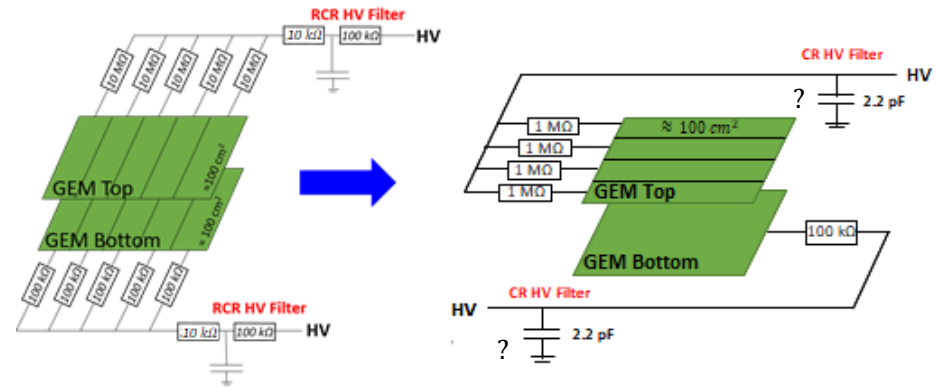 RCR HV Filter
10 kΩ
100 kΩ
HV
10 MΩ
10 MΩ
10 MΩ
10 MΩ
10 MΩ
GEM Top
≈100 cm²
GEM Bottom
≈ 100 cm²
100 kΩ
100 kΩ
100 kΩ
100 kΩ
100 kΩ
RCR HV Filter
10 kΩ
100 kΩ
HV
CR HV Filter
HV
?
2.2 pF
1 MΩ
1 MΩ
1 MΩ
1 MΩ
≈ 100 cm²
GEM Top
100 kΩ
GEM Bottom
CR HV Filter
HV
2.2 pF
?